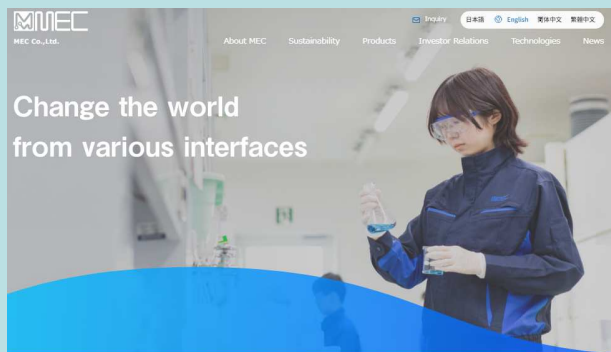 MEC
MEC Co.,Ltd.
Inquiry 日本語 English 简体中文 繁體中文
About MEC Sustainability Products Investor Relations Technologies News
Change the world
from various interfaces